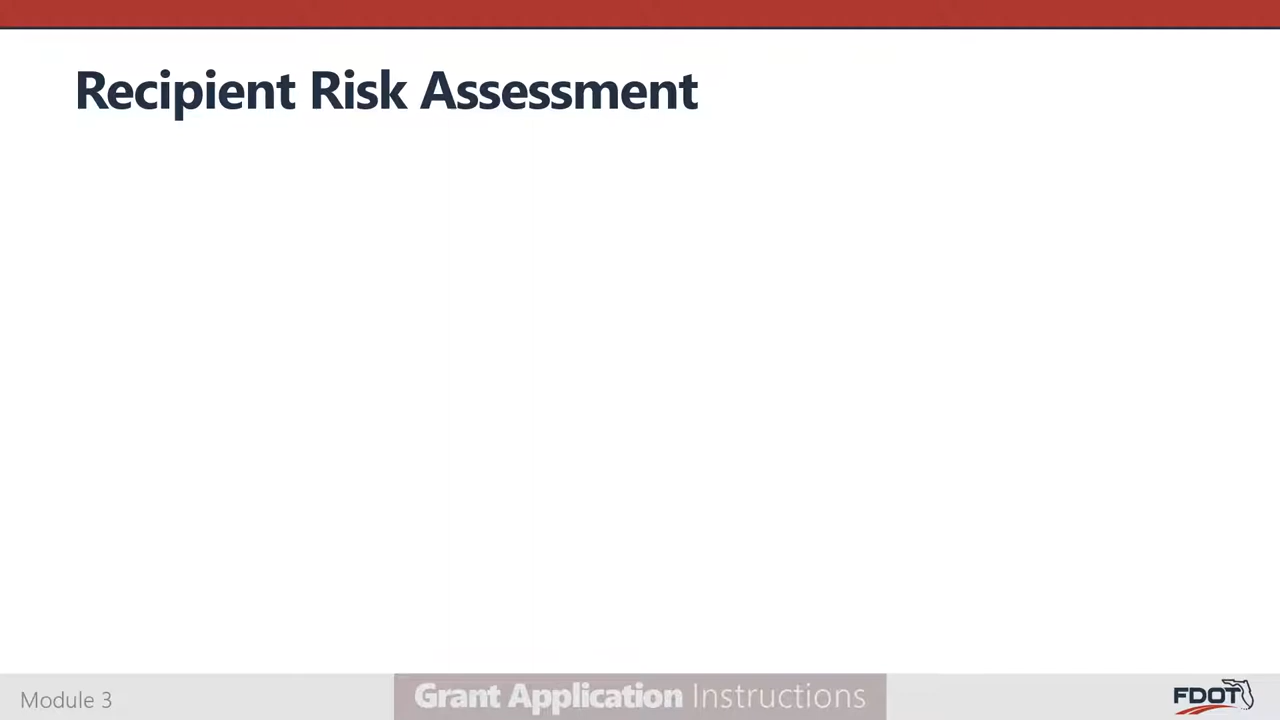 Recipient Risk Assessment
Module 3
Grant Application Instructions
FDOT